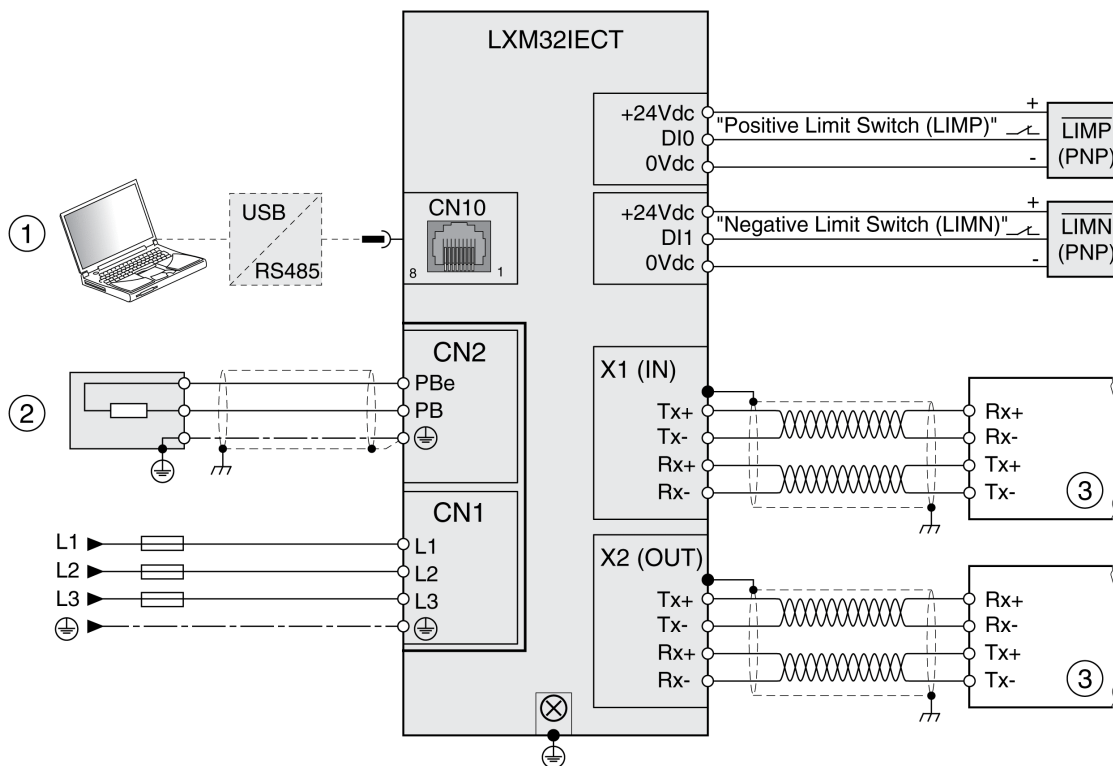 LXM32IECT
+24Vdc
DI0
0Vdc
"Positive Limit Switch (LIMP)"
+
-
LIMP
(PNP)
+24Vdc
DI1
0Vdc
"Negative Limit Switch (LIMN)"
+
-
LIMN
(PNP)
1
USB
RS485
CN10
8
1
2
CN2
PBe
PB
CN1
L1
L2
L3
L1
L2
L3
X1 (IN)
Tx+
Tx-
Rx+
Rx-
Rx+
Rx-
Tx+
Tx-
3
X2 (OUT)
Tx+
Tx-
Rx+
Rx-
Rx+
Rx-
Tx+
Tx-
3